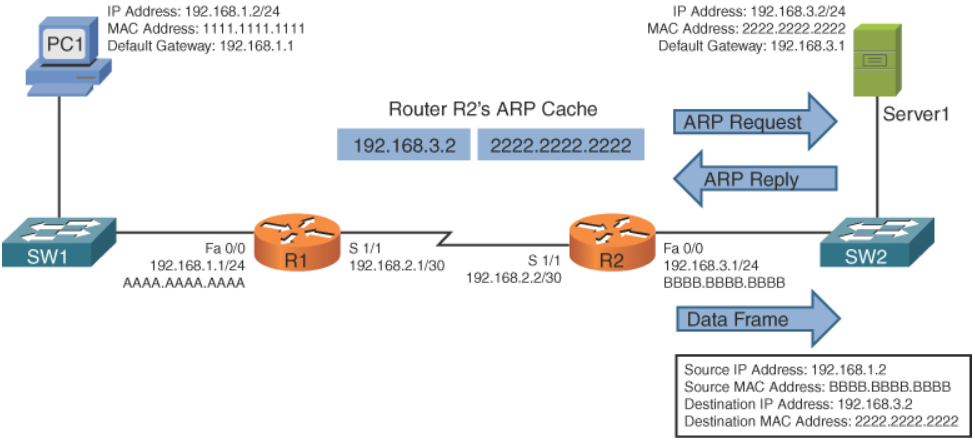 IP Address: 192.168.1.2/24
MAC Address: 1111.1111.1111
Default Gateway: 192.168.1.1
PC1
IP Address: 192.168.3.2/24
MAC Address: 2222.2222.2222
Default Gateway: 192.168.3.1
Server1
Router R2's ARP Cache
192.168.3.2 2222.2222.2222
ARP Request
ARP Reply
SW1
Fa 0/0
192.168.1.1/24
AAAA.AAAA.AAAA
R1
S 1/1
192.168.2.1/30
S 1/1
192.168.2.2/30
R2
Fa 0/0
192.168.3.1/24
BBBB.BBBB.BBBB
SW2
Data Frame
Source IP Address: 192.168.1.2
Source MAC Address: BBBB.BBBB.BBBB
Destination IP Address: 192.168.3.2
Destination MAC Address: 2222.2222.2222